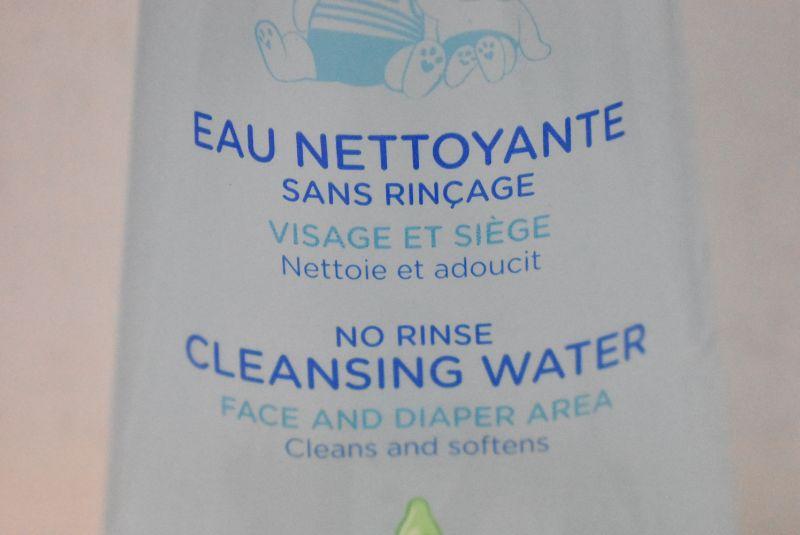 EAU NETTOYANTE
SANS RINÇAGE
VISAGE ET SIÈGE
Nettoie et adoucit
NO RINSE
CLEANSING WATER
FACE AND DIAPER AREA
Cleans and softens